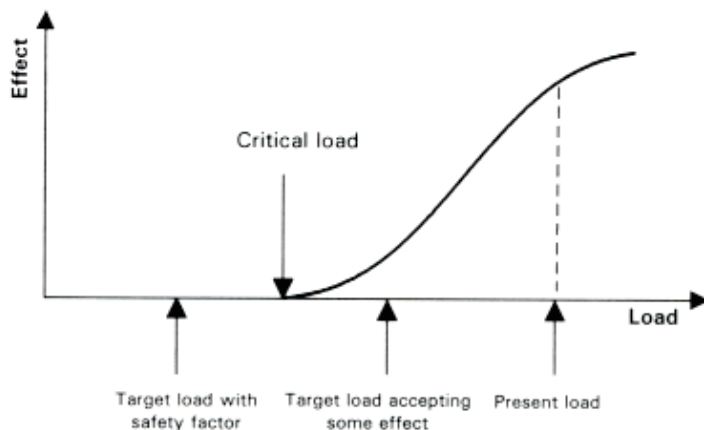 Effect
Critical load
Load
Target load with
safety factor
Target load accepting
some effect
Present load